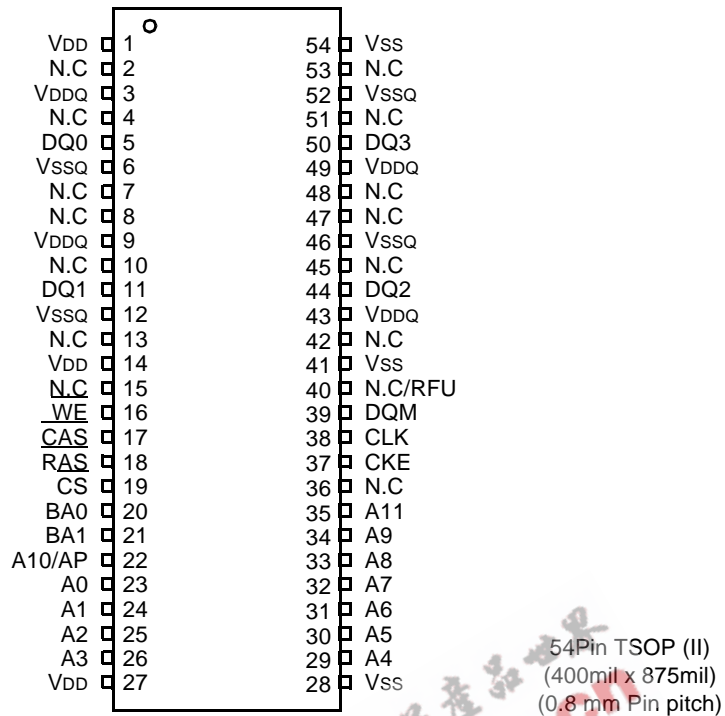 VDD 1 54 VSS
N.C 2 53 N.C
VDDQ 3 52 VSSQ
N.C 4 51 N.C
DQ0 5 50 DQ3
VSSQ 6 49 VDDQ
N.C 7 48 N.C
N.C 8 47 N.C
VDDQ 9 46 VSSQ
N.C 10 45 N.C
DQ1 11 44 DQ2
VSSQ 12 43 VDDQ
N.C 13 42 N.C
VDD 14 41 VSS
N.C 15 40 N.C/RFU
WE 16 39 DQM
CAS 17 38 CLK
RAS 18 37 CKE
CS 19 36 N.C
BA0 20 35 A11
BA1 21 34 A9
A10/AP 22 33 A8
A0 23 32 A7
A1 24 31 A6
A2 25 30 A5
A3 26 29 A4
VDD 27 28 VSS
54Pin TSOP (II)
(400mil x 875mil)
(0.8 mm Pin pitch)